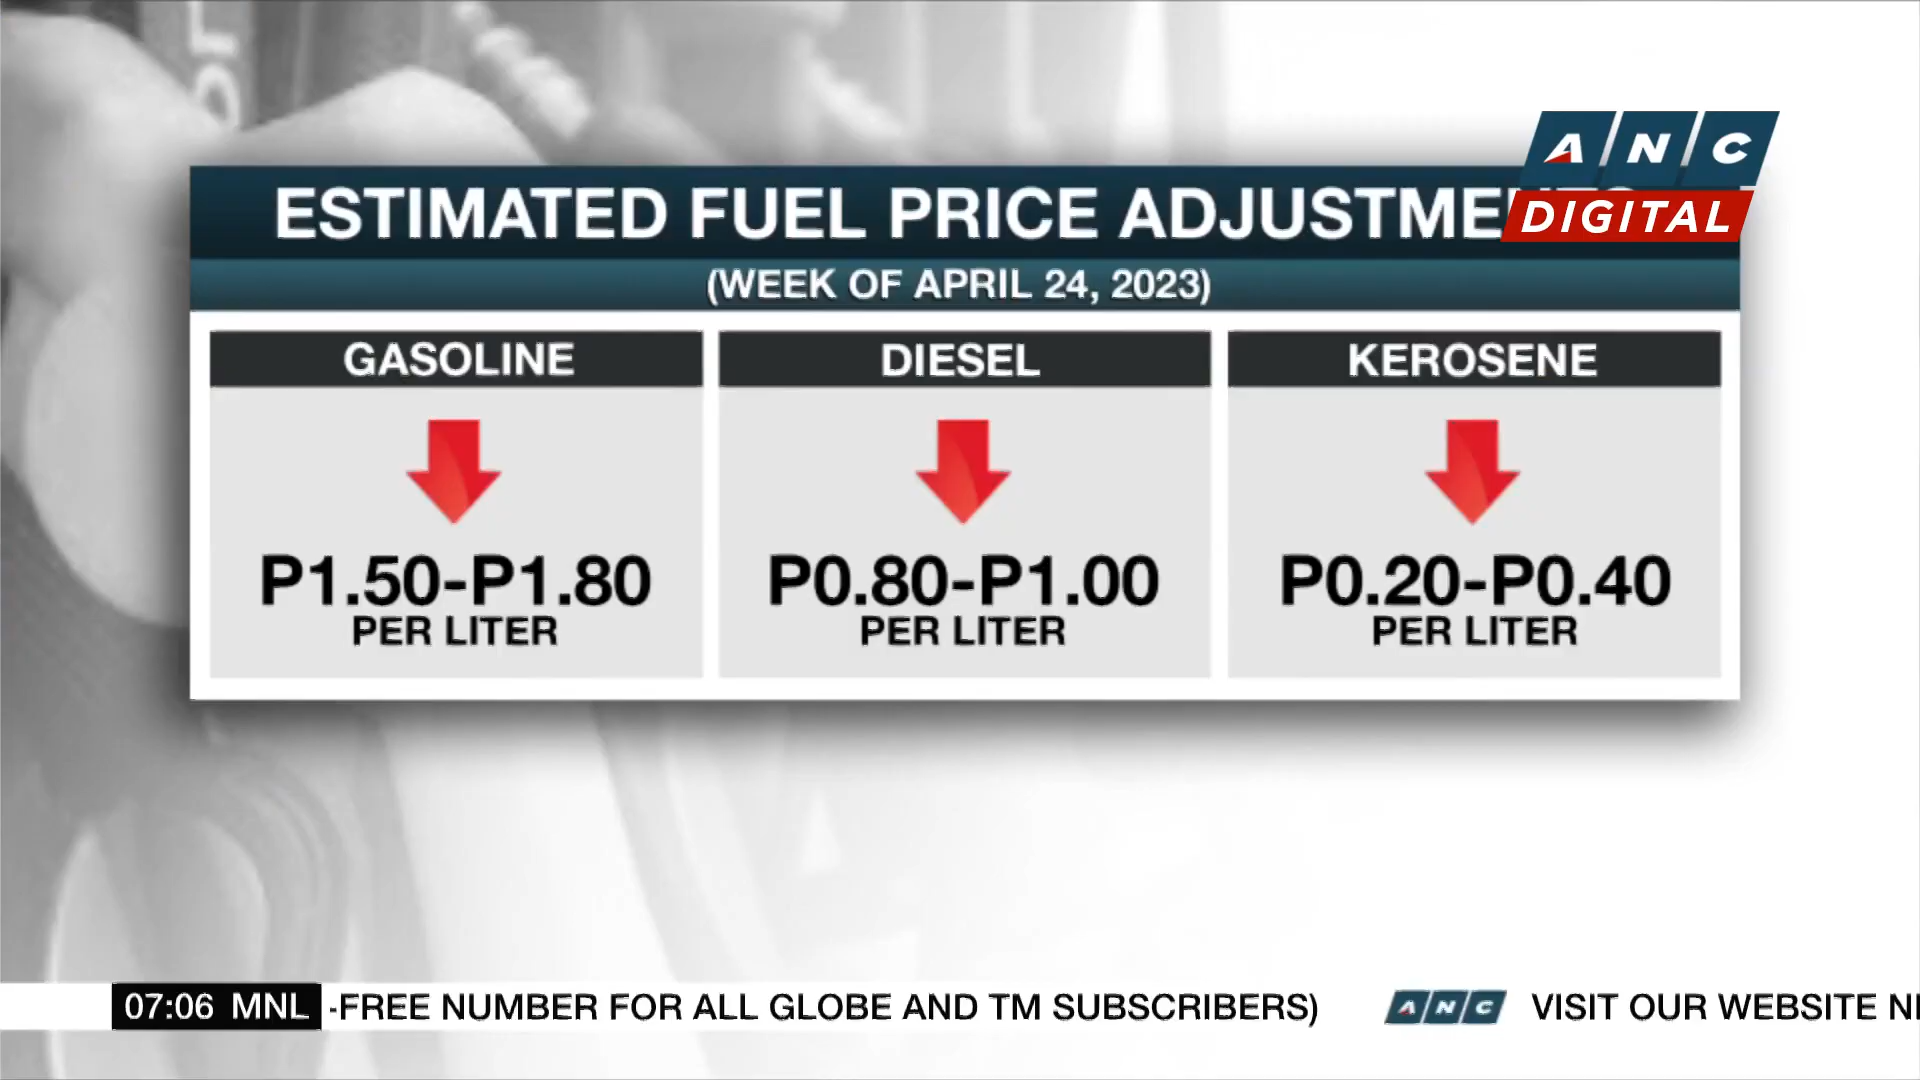 ANC
DIGITAL
ESTIMATED FUEL PRICE
(WEEK OF APRIL 24, 2023)
GASOLINE
DIESEL
KEROSENE
P1.50-P1.80
PER LITER
P0.80-P1.00
PER LITER
P0.20-P0.40
PER LITER
07:06 MNL
-FREE NUMBER FOR ALL GLOBE AND TM SUBSCRIBERS)
ANC
VISIT OUR WEBSITE